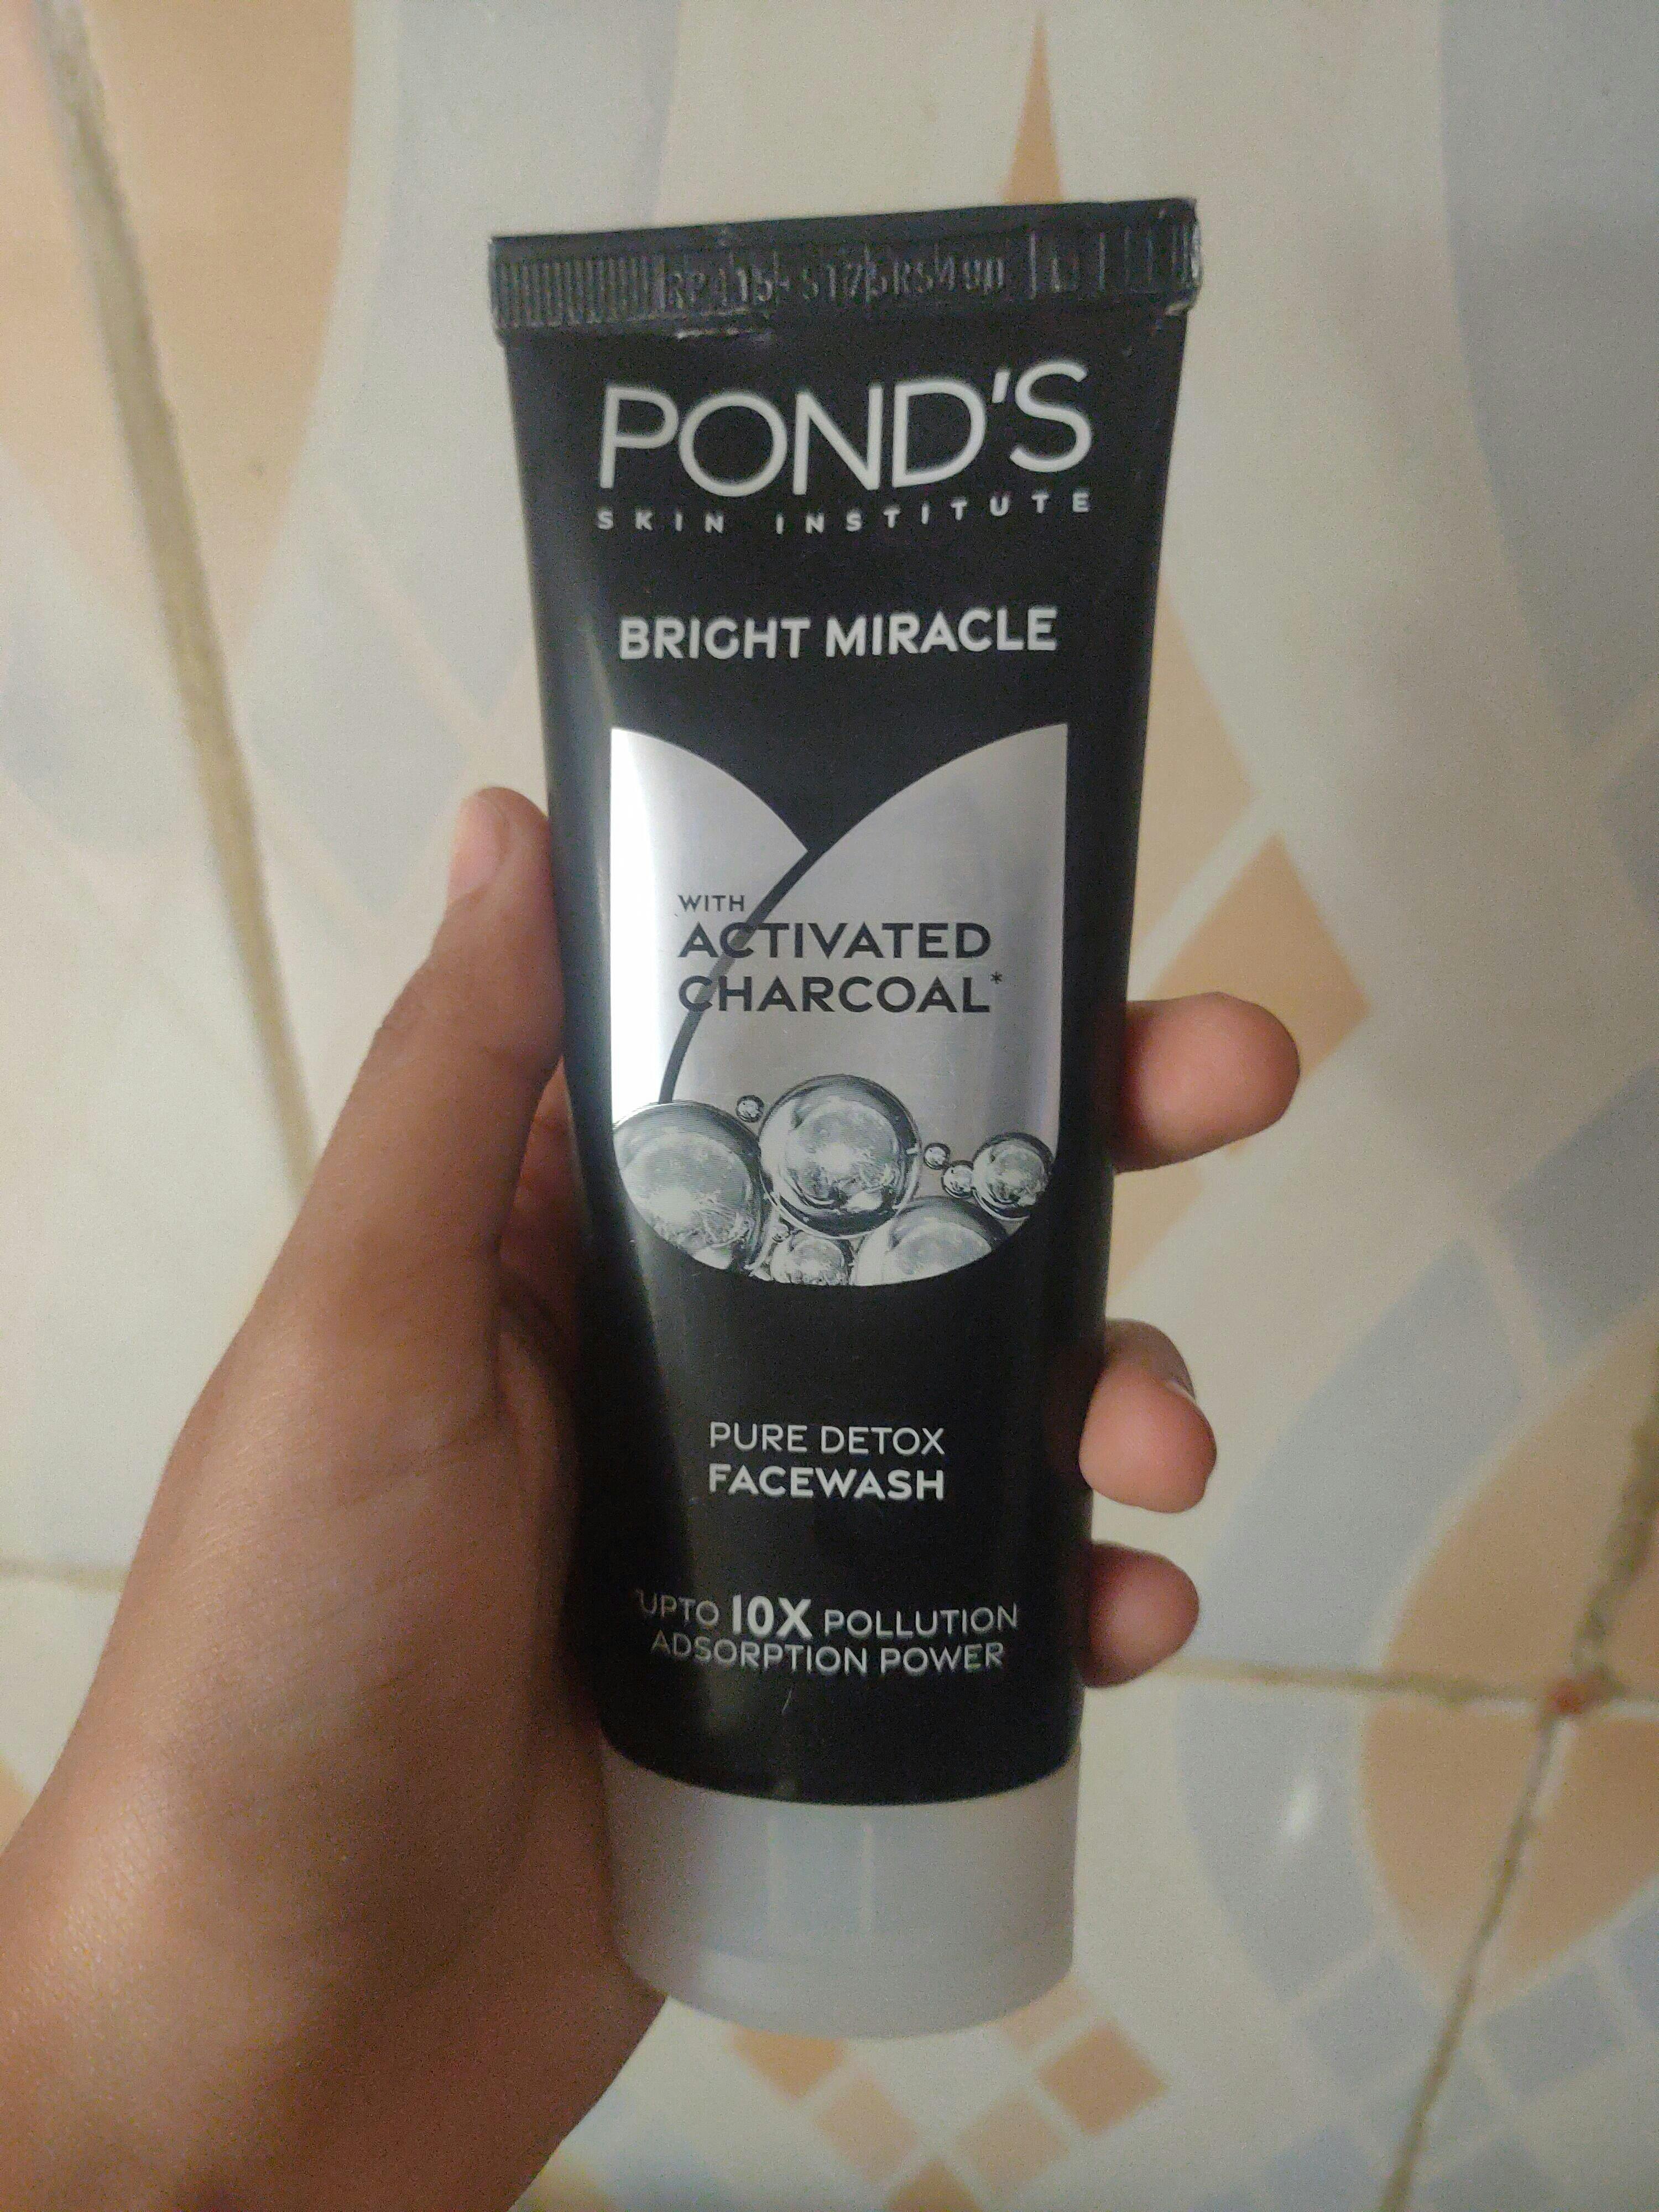 POND'S
SKIN INSTITUTE
BRIGHT MIRACLE
WITH
ACTIVATED
CHARCOAL*
PURE DETOX
FACEWASH
*UPTO 10X POLLUTION
ADSORPTION POWER